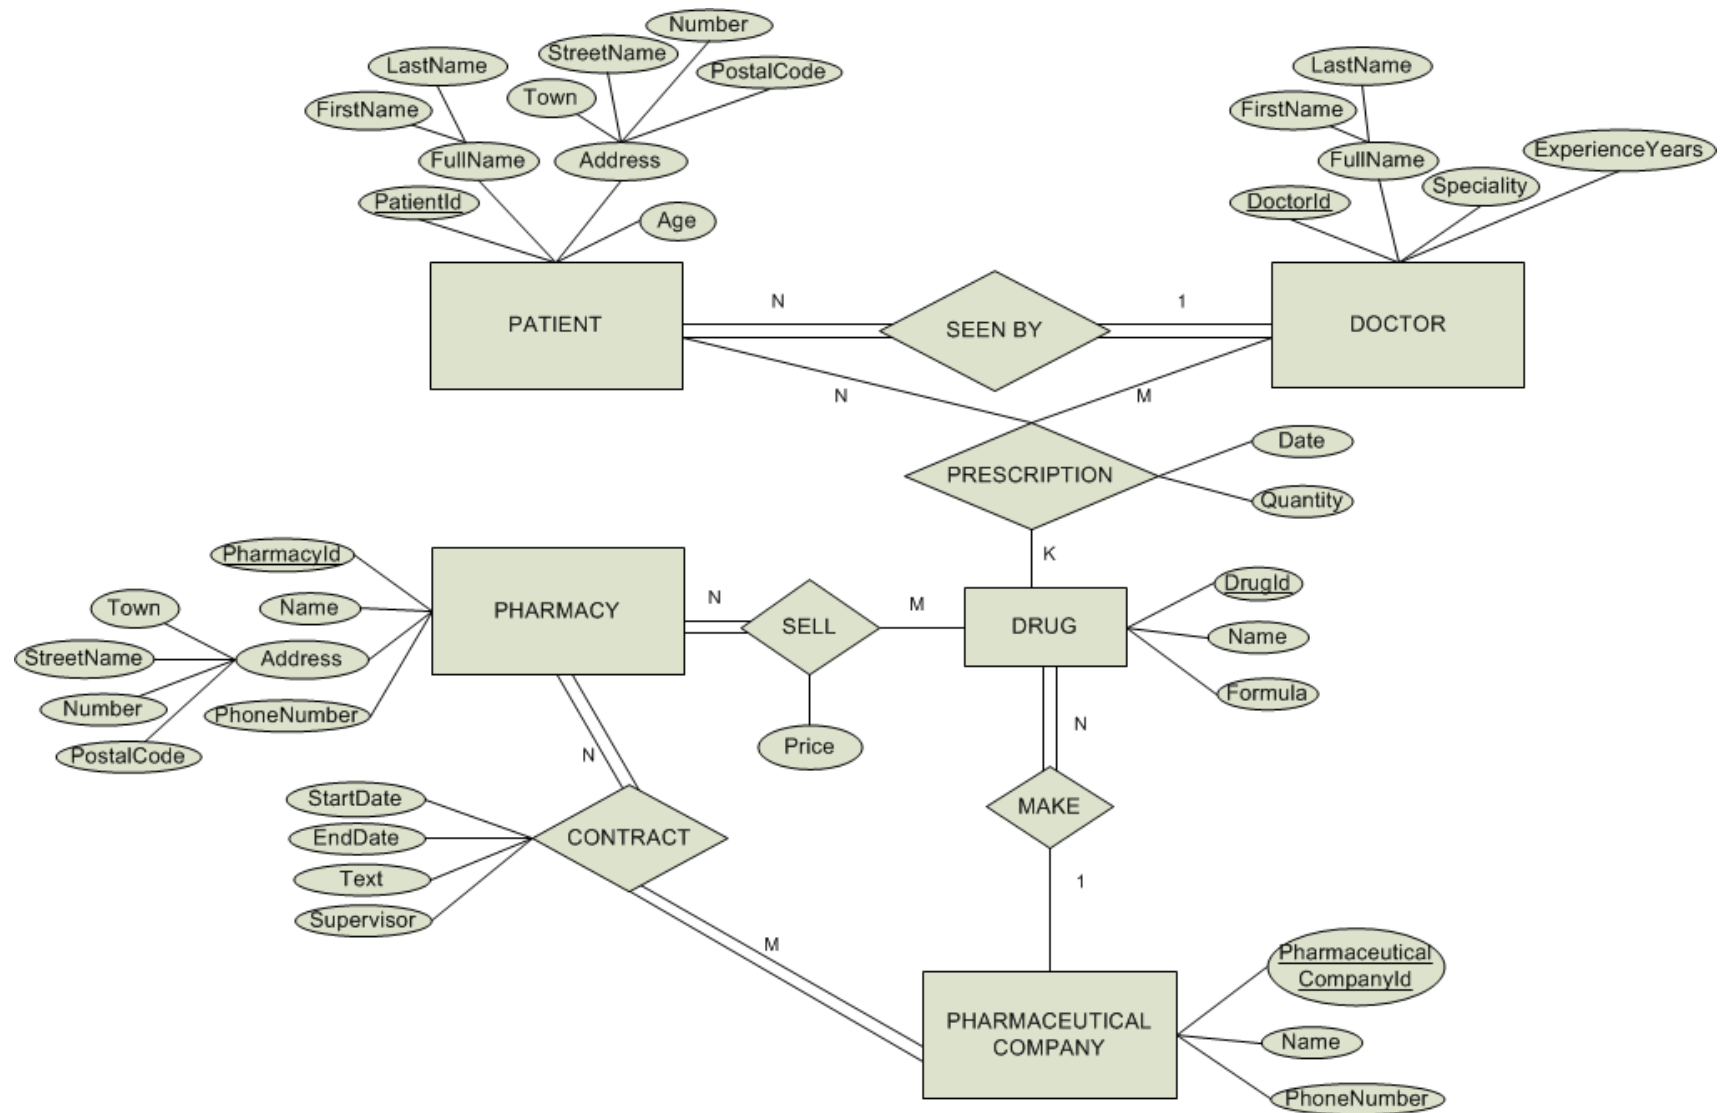 Number
StreetName
LastName
LastName
PostalCode
Town
FirstName
FirstName
ExperienceYears
FullName
Address
FullName
Speciality
PatientId
DoctorId
Age
N
1
PATIENT
SEEN BY
DOCTOR
N
M
Date
PRESCRIPTION
Quantity
PharmacyId
K
DrugId
Town
Name
PHARMACY
N
M
SELL
DRUG
Name
StreetName
Address
Formula
Number
PhoneNumber
N
PostalCode
Price
N
StartDate
MAKE
EndDate
CONTRACT
Text
1
Supervisor
M
Pharmaceutical
CompanyId
PHARMACEUTICAL
COMPANY
Name
PhoneNumber